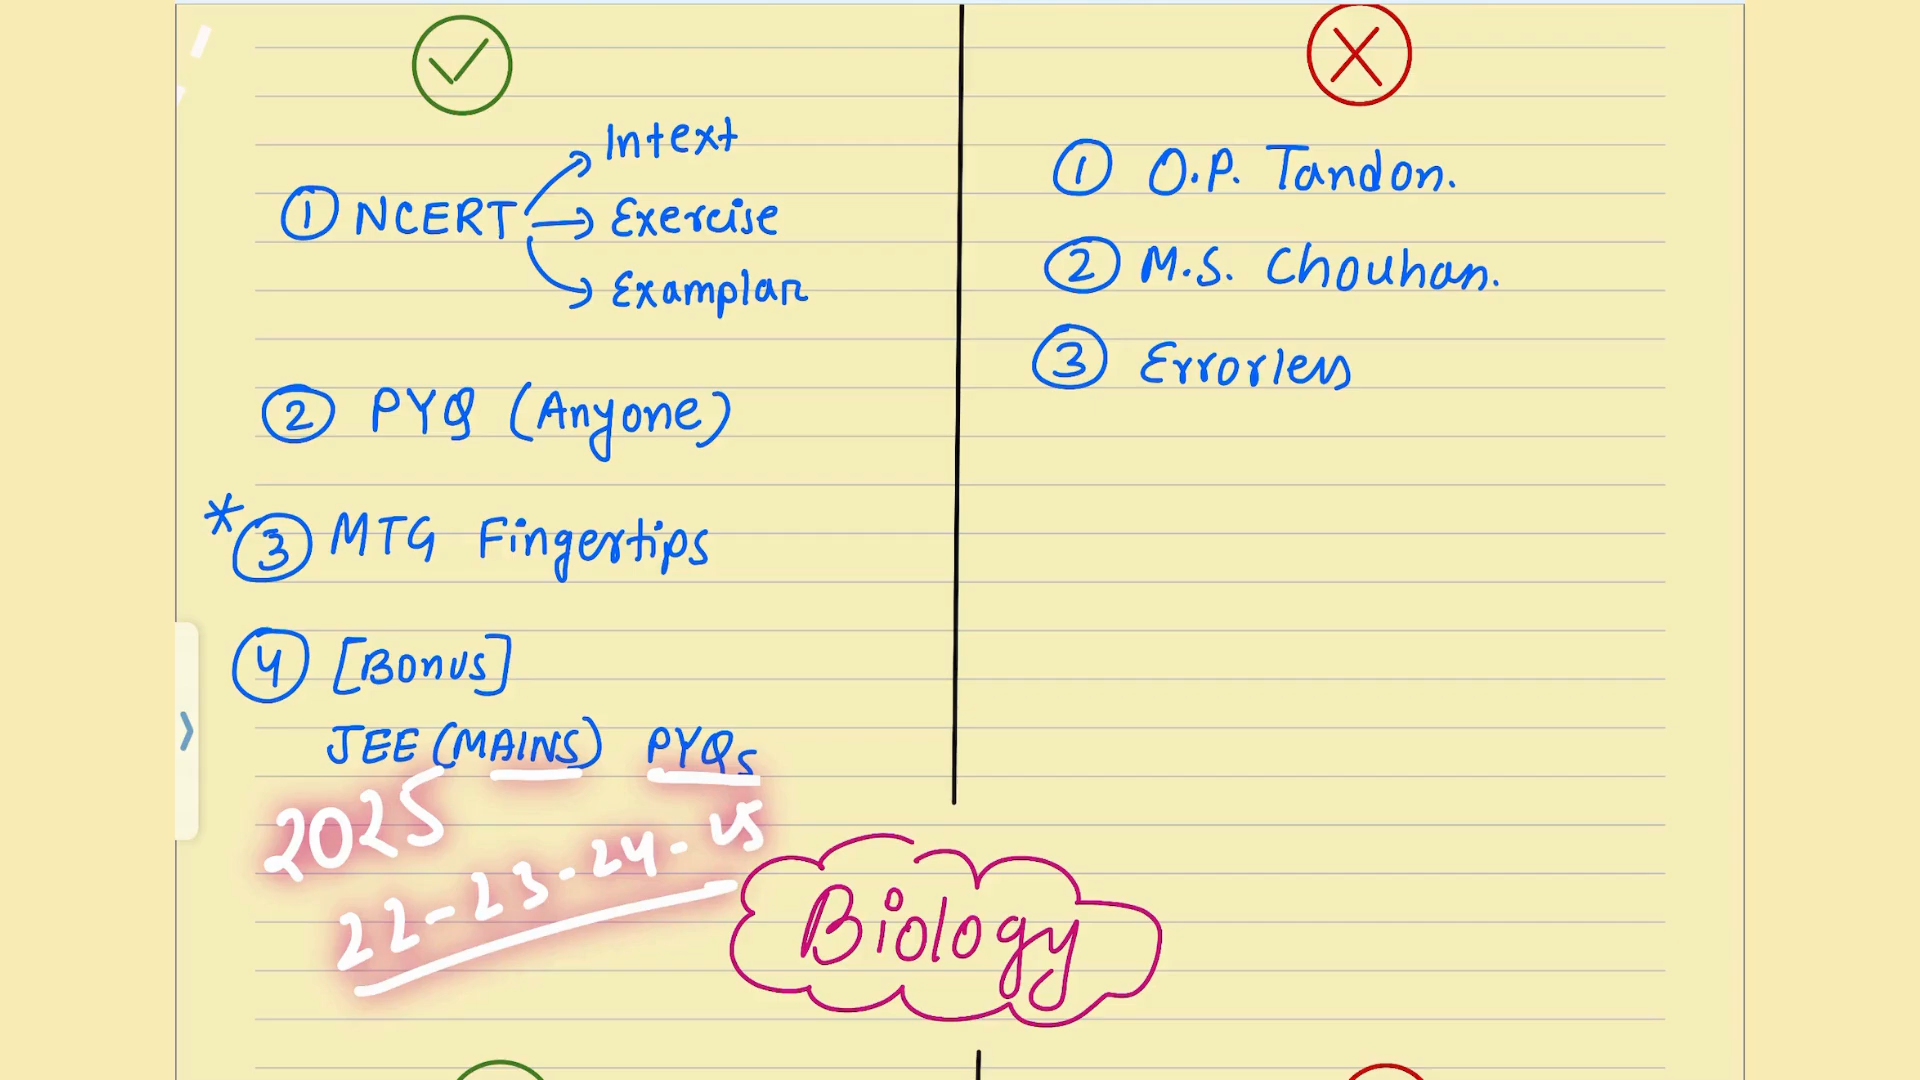 Intext
① NCERT → Exercise
Examplar
② PYQ (Anyone)
* ③ MTG Fingertips
④ [Bonus]
JEE (MAINS) PYQs
2025
22-23-24-25
① O.P. Tandon.
② M.S. Chouhan.
③ Errorless
Biology